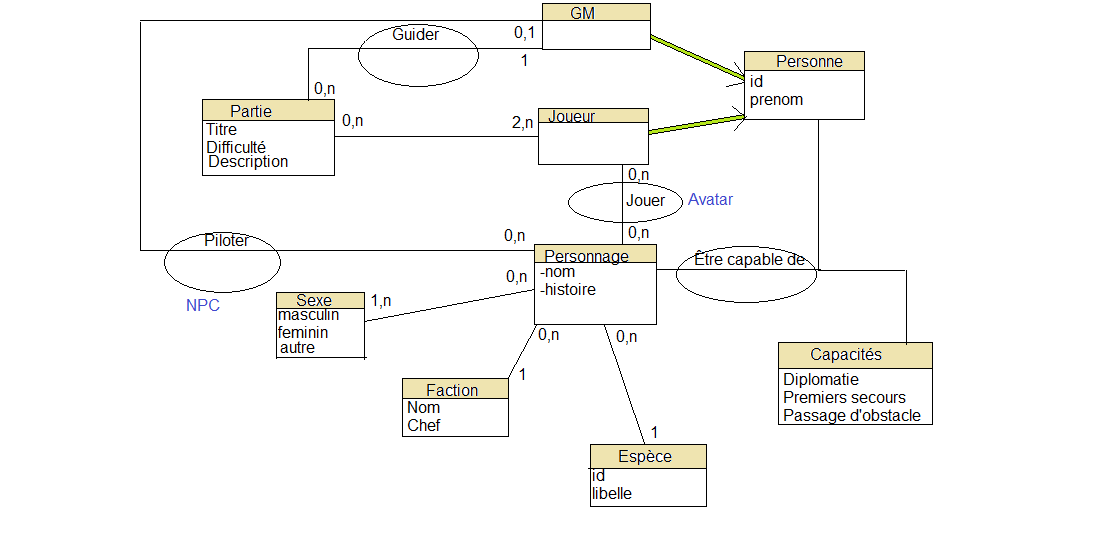 GM
0,1
Guider
1
Personne
id
prenom
0,n
Partie
Titre
Difficulté
Description
0,n
2,n
Joueur
0,n
Jouer
Avatar
0,n
Piloter
0,n
NPC
Personnage
-nom
-histoire
Être capable de
0,n
Sexe
masculin
feminin
autre
1,n
0,n
0,n
Capacités
Diplomatie
Premiers secours
Passage d'obstacle
1
Faction
Nom
Chef
1
Espèce
id
libelle